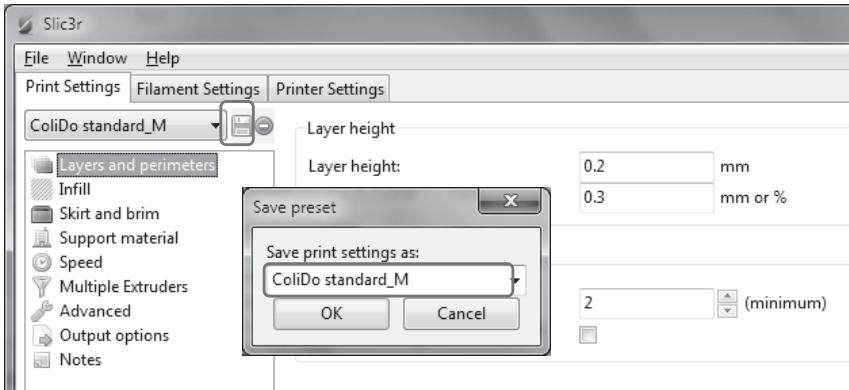 Slic3r
File Window Help
Print Settings Filament Settings Printer Settings
ColiDo standard_M
Layers and perimeters
Infill
Skirt and brim
Support material
Speed
Multiple Extruders
Advanced
Output options
Notes
Layer height
Layer height: 0.2 mm
0.3 mm or %
2 (minimum)
Save preset
Save print settings as:
ColiDo standard_M
OK Cancel